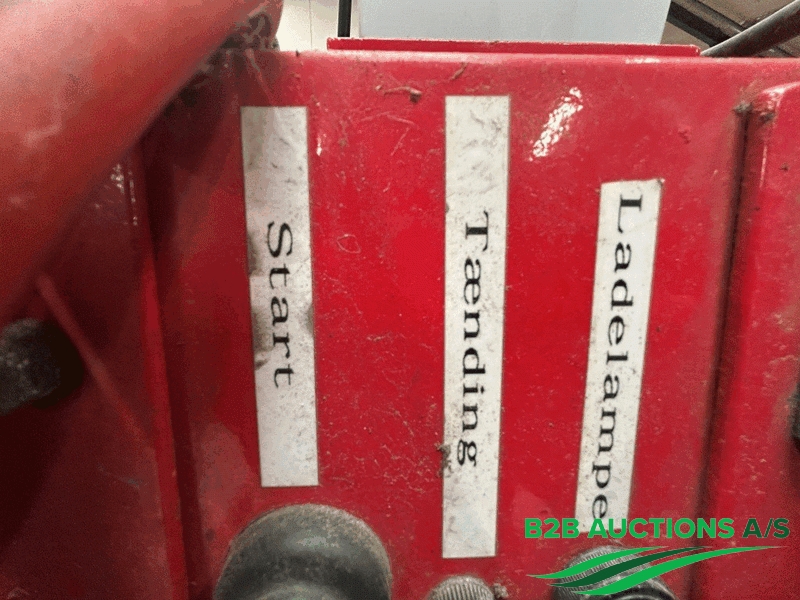 Start
Tænding
Ladelampe
B2B AUCTIONS A/S